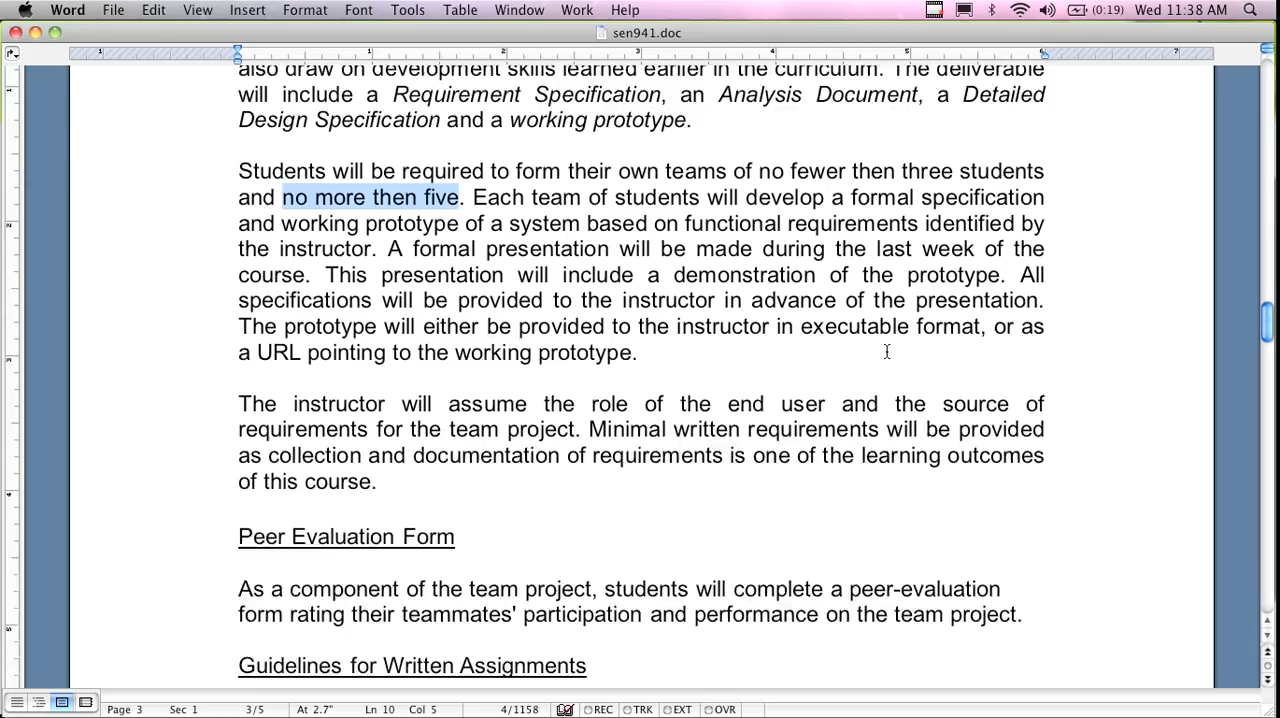 Word File Edit View Insert Format Font Tools Table Window Work Help (0:19) Wed 11:38 AM
sen941.doc
1 1 2 3 4 5 6 7
also draw on development skills learned earlier in the curriculum. The deliverable
will include a Requirement Specification, an Analysis Document, a Detailed
Design Specification and a working prototype.
Students will be required to form their own teams of no fewer then three students
and no more then five. Each team of students will develop a formal specification
and working prototype of a system based on functional requirements identified by
the instructor. A formal presentation will be made during the last week of the
course. This presentation will include a demonstration of the prototype. All
specifications will be provided to the instructor in advance of the presentation.
The prototype will either be provided to the instructor in executable format, or as
a URL pointing to the working prototype.
The instructor will assume the role of the end user and the source of
requirements for the team project. Minimal written requirements will be provided
as collection and documentation of requirements is one of the learning outcomes
of this course.
Peer Evaluation Form
As a component of the team project, students will complete a peer-evaluation
form rating their teammates' participation and performance on the team project.
Guidelines for Written Assignments
Page 3 Sec 1 3/5 At 2.7" Ln 10 Col 5 4/1158 REC TRK EXT OVR